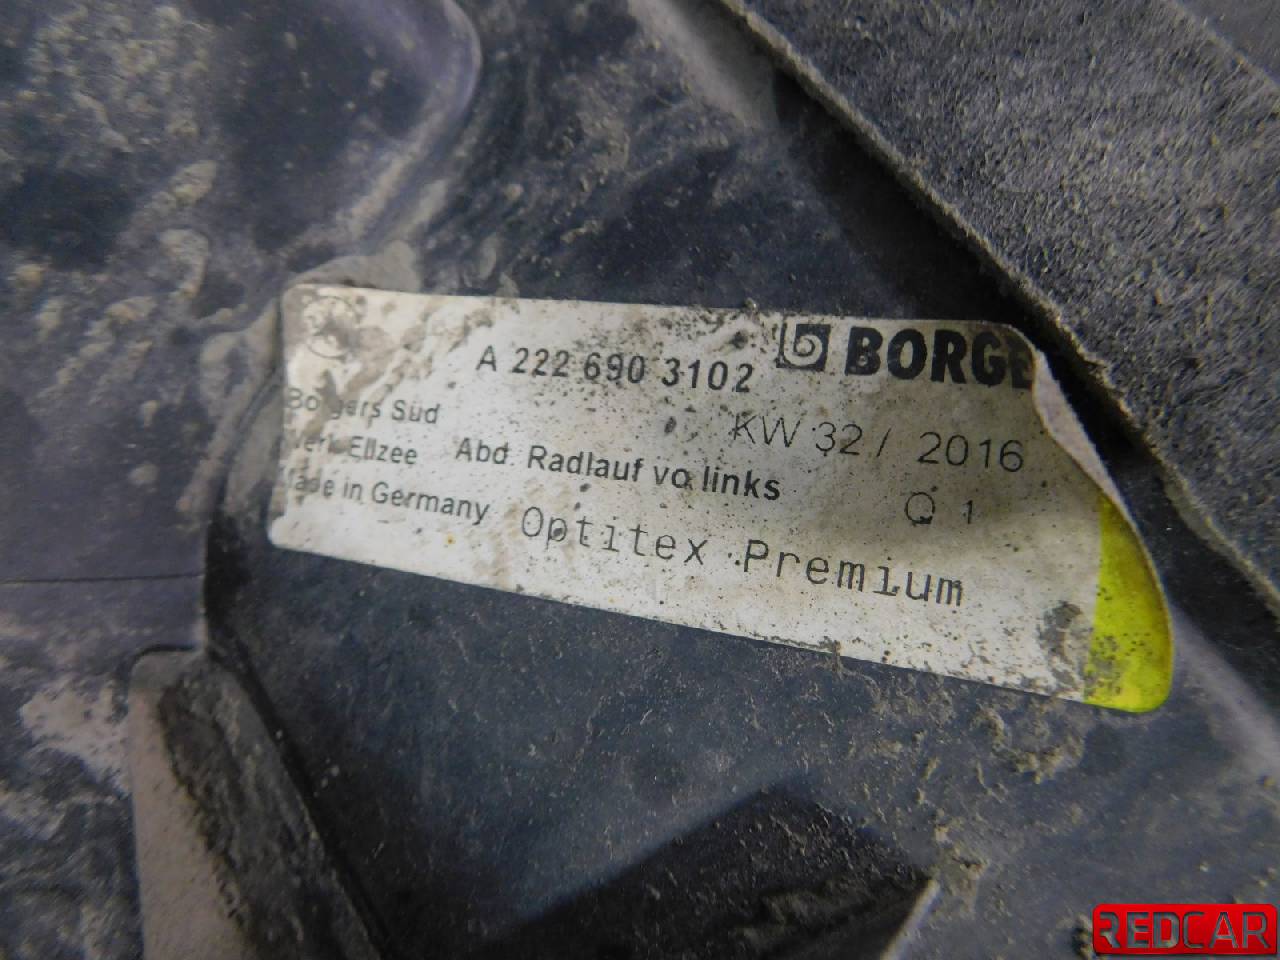 A 222 690 3102 BORGE
Borgers Süd KW 32 / 2016
Werk Ellzee Abd. Radlauf vo links Q 1
Made in Germany Optitex Premium
REDCAR